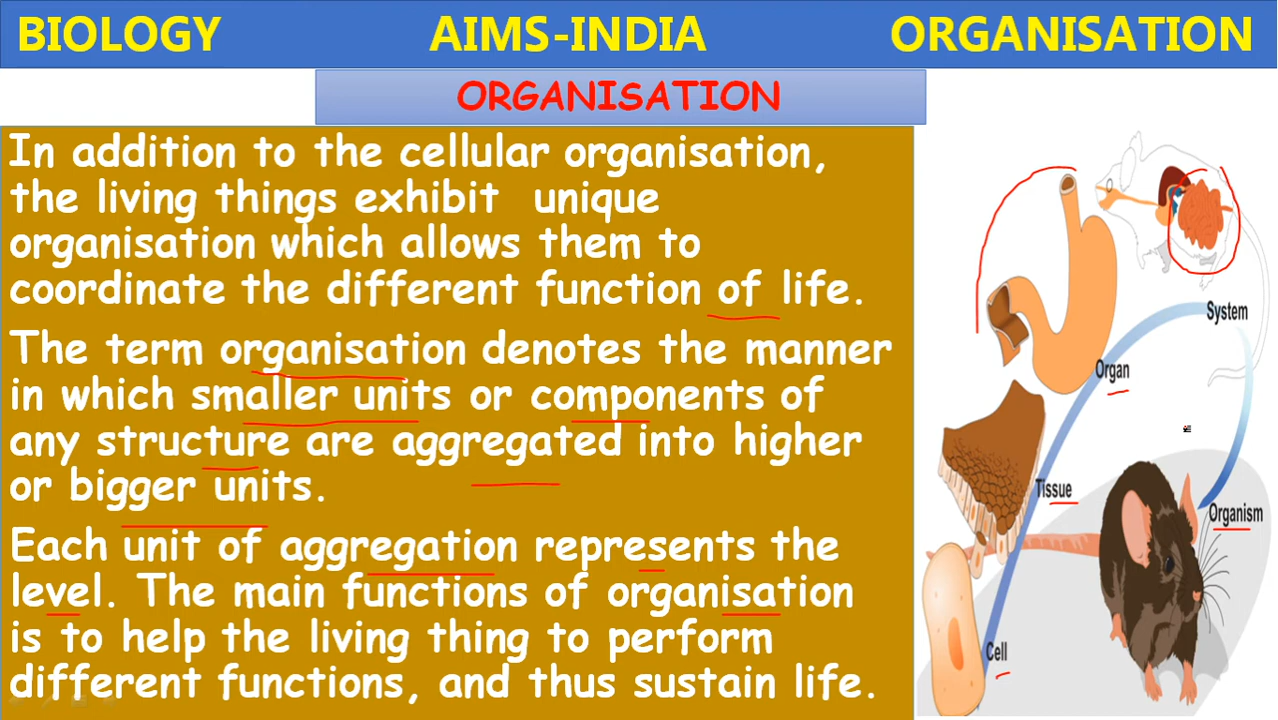 BIOLOGY AIMS-INDIA ORGANISATION
ORGANISATION
In addition to the cellular organisation,
the living things exhibit unique
organisation which allows them to
coordinate the different function of life.
The term organisation denotes the manner
in which smaller units or components of
any structure are aggregated into higher
or bigger units.
Each unit of aggregation represents the
level. The main functions of organisation
is to help the living thing to perform
different functions, and thus sustain life.
System
Organ
Tissue
Organism
Cell